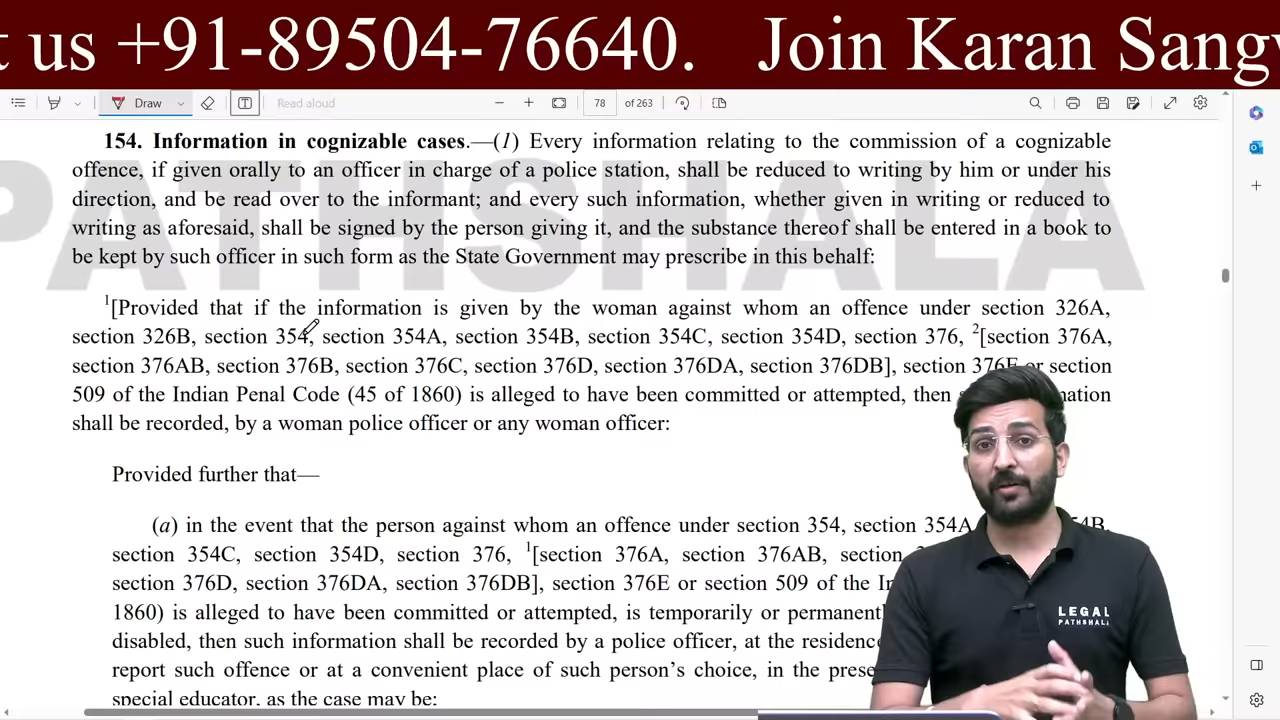 t us +91-89504-76640. Join Karan Sangv
Draw
Read aloud
78 of 263
PATHSHALA
154. Information in cognizable cases.—(1) Every information relating to the commission of a cognizable
offence, if given orally to an officer in charge of a police station, shall be reduced to writing by him or under his
direction, and be read over to the informant; and every such information, whether given in writing or reduced to
writing as aforesaid, shall be signed by the person giving it, and the substance thereof shall be entered in a book to
be kept by such officer in such form as the State Government may prescribe in this behalf:
1[Provided that if the information is given by the woman against whom an offence under section 326A,
section 326B, section 354, section 354A, section 354B, section 354C, section 354D, section 376, 2[section 376A,
section 376AB, section 376B, section 376C, section 376D, section 376DA, section 376DB], section 376E or section
509 of the Indian Penal Code (45 of 1860) is alleged to have been committed or attempted, then
shall be recorded, by a woman police officer or any woman officer:
Provided further that—
(a) in the event that the person against whom an offence under section 354, section 354A
section 354C, section 354D, section 376, 1[section 376A, section 376AB, section
section 376D, section 376DA, section 376DB], section 376E or section 509 of the
1860) is alleged to have been committed or attempted, is temporarily or
disabled, then such information shall be recorded by a police officer, at the residence
report such offence or at a convenient place of such person's choice, in the
special educator, as the case may be:
LEGAL
PATHSHALA